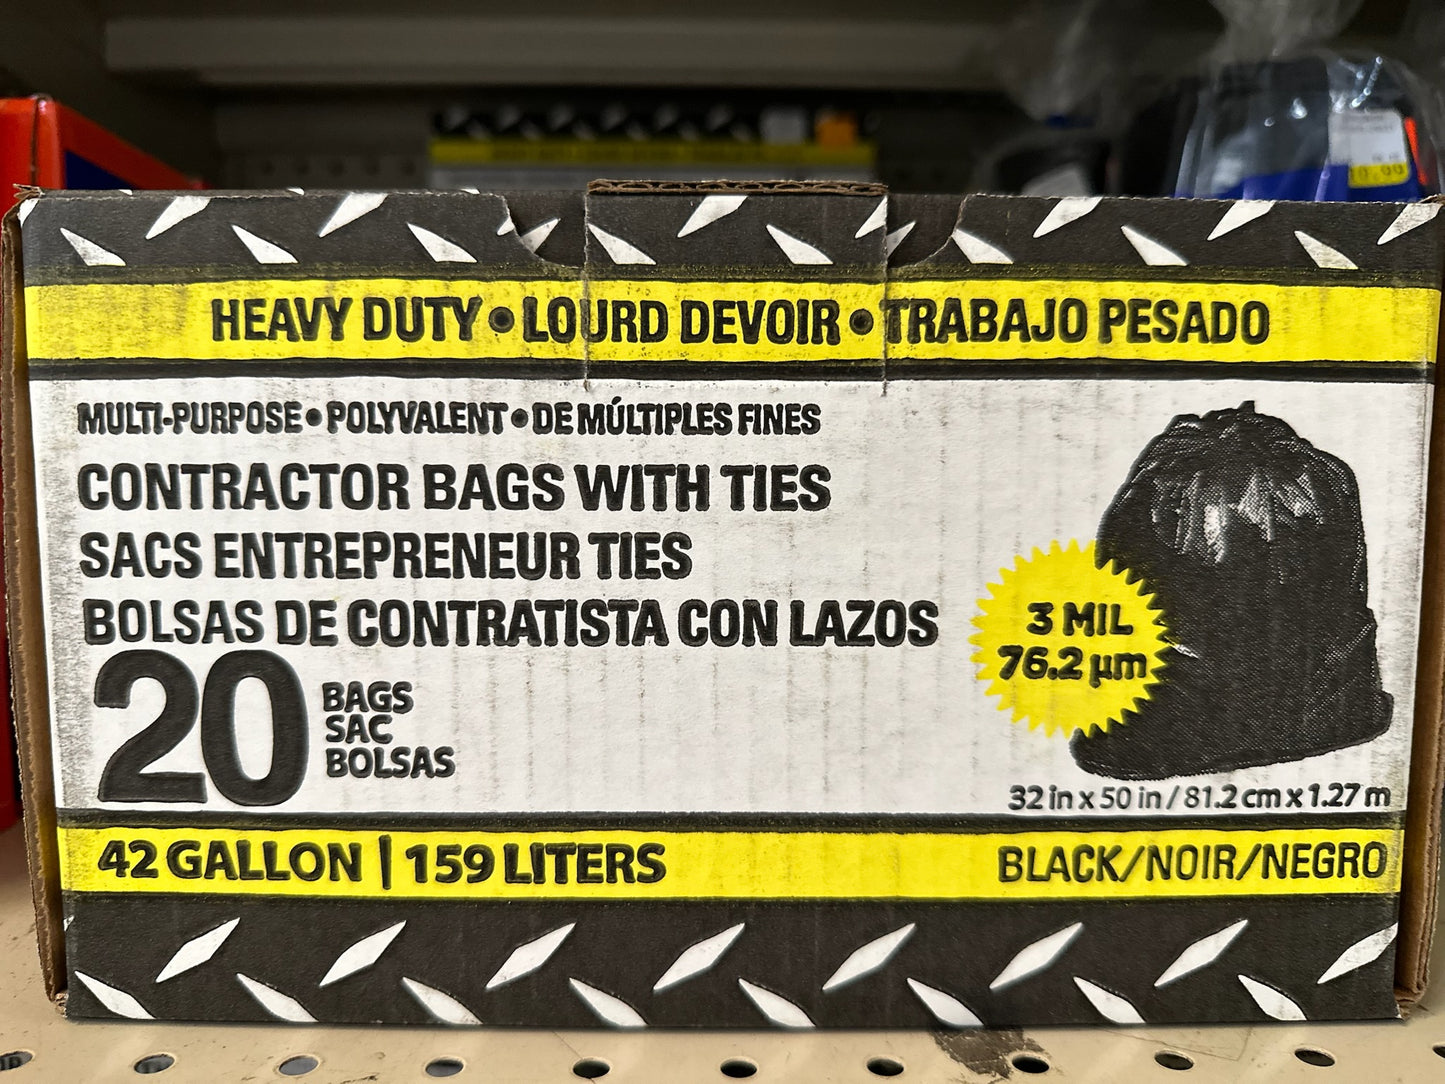 HEAVY DUTY • LOURD DEVOIR • TRABAJO PESADO
MULTI-PURPOSE • POLYVALENT • DE MÚLTIPLES FINES
CONTRACTOR BAGS WITH TIES
SACS ENTREPRENEUR TIES
BOLSAS DE CONTRATISTA CON LAZOS
20
BAGS
SAC
BOLSAS
3 MIL
76.2 µm
32 in x 50 in / 81.2 cm x 1.27 m
42 GALLON | 159 LITERS
BLACK/NOIR/NEGRO